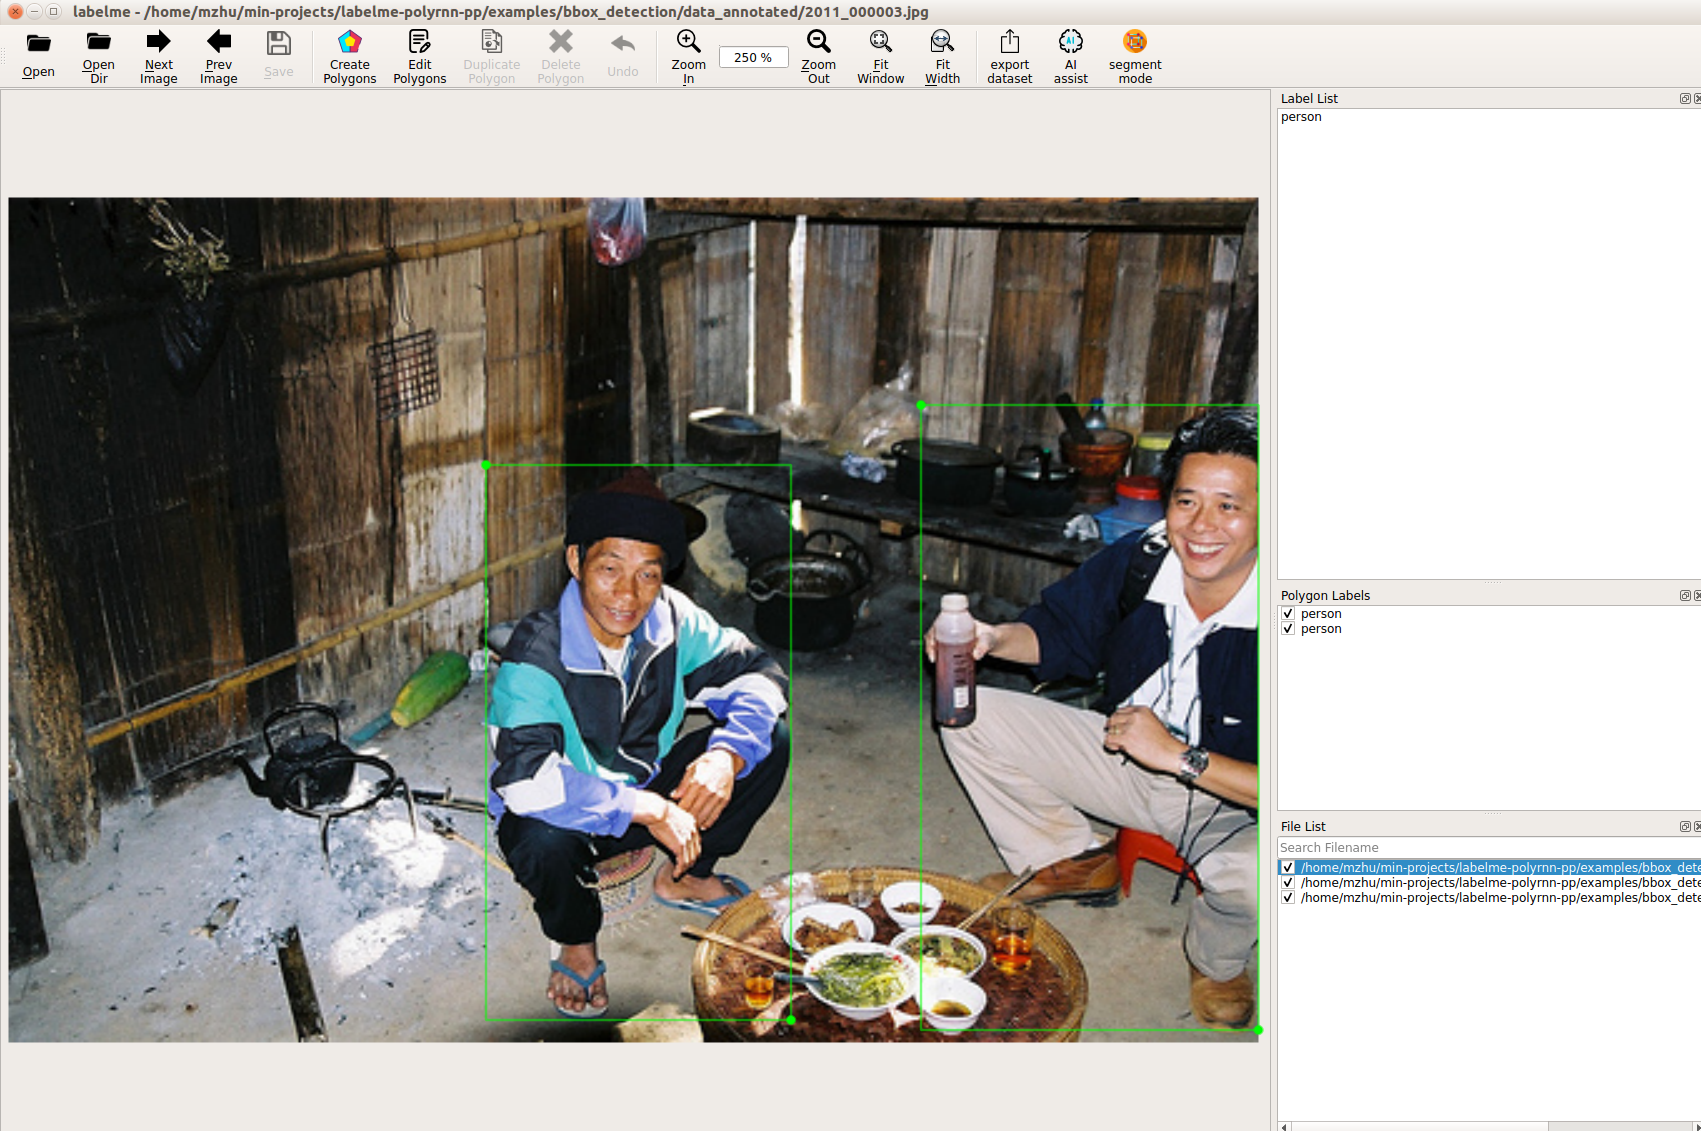 labelme - /home/mzhu/min-projects/labelme-polyrnn-pp/examples/bbox_detection/data_annotated/2011_000003.jpg
Open
Open Dir
Next Image
Prev Image
Save
Create Polygons
Edit Polygons
Duplicate Polygon
Delete Polygon
Undo
Zoom In
250 %
Zoom Out
Fit Window
Fit Width
export dataset
AI assist
segment mode
Label List
person
Polygon Labels
person
person
File List
Search Filename
/home/mzhu/min-projects/labelme-polyrnn-pp/examples/bbox_dete
/home/mzhu/min-projects/labelme-polyrnn-pp/examples/bbox_dete
/home/mzhu/min-projects/labelme-polyrnn-pp/examples/bbox_dete